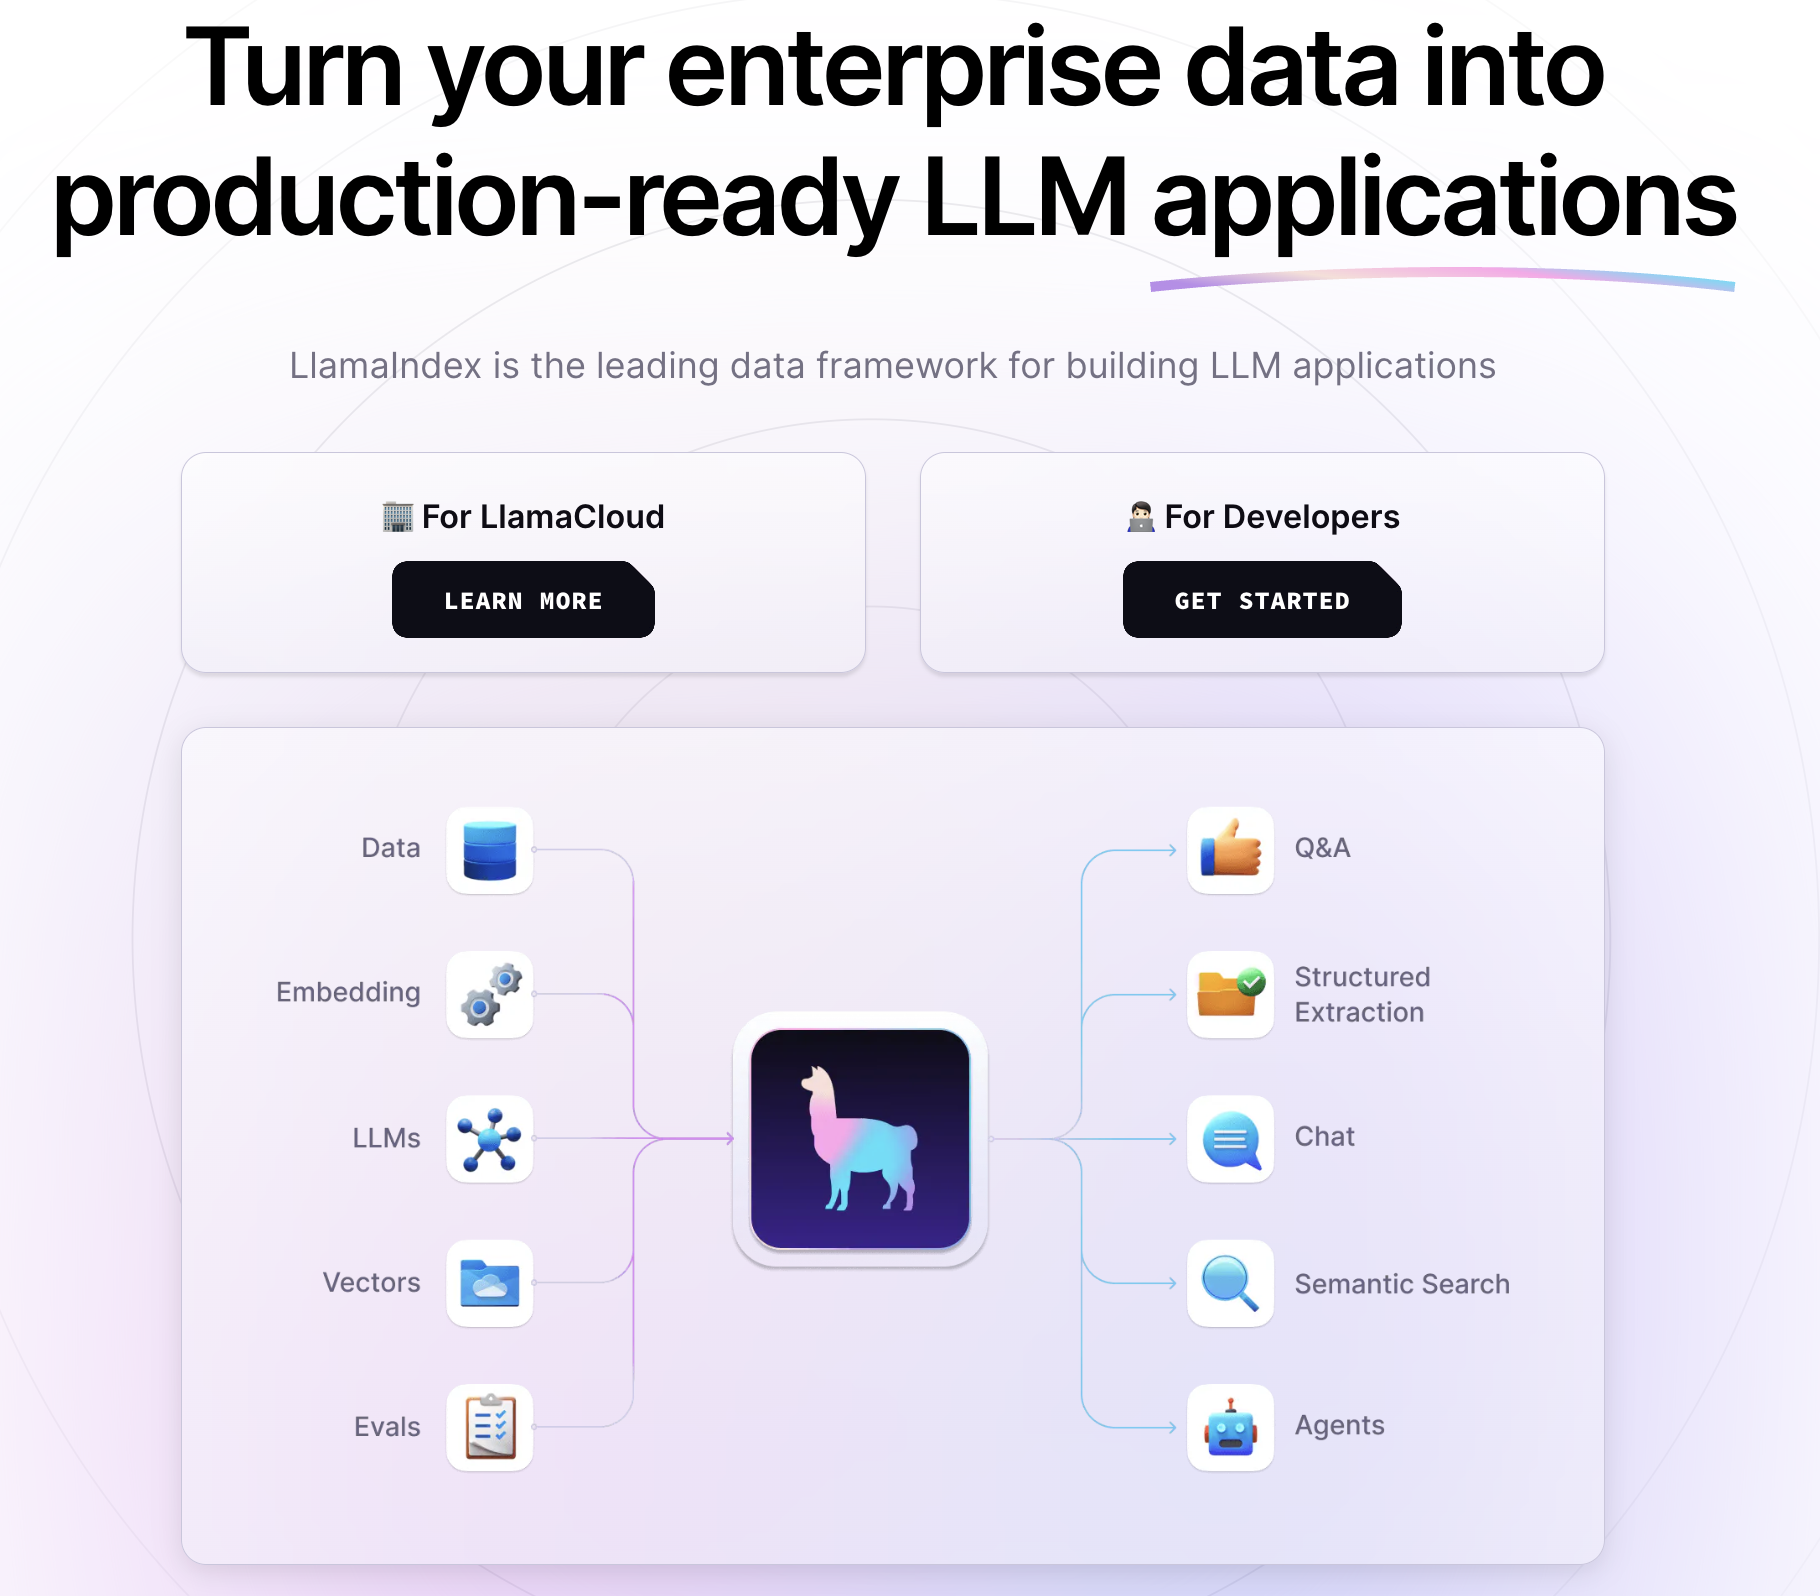 Turn your enterprise data into
production-ready LLM applications
LlamaIndex is the leading data framework for building LLM applications
For LlamaCloud
LEARN MORE
For Developers
GET STARTED
Data
Embedding
LLMs
Vectors
Evals
Q&A
Structured
Extraction
Chat
Semantic Search
Agents